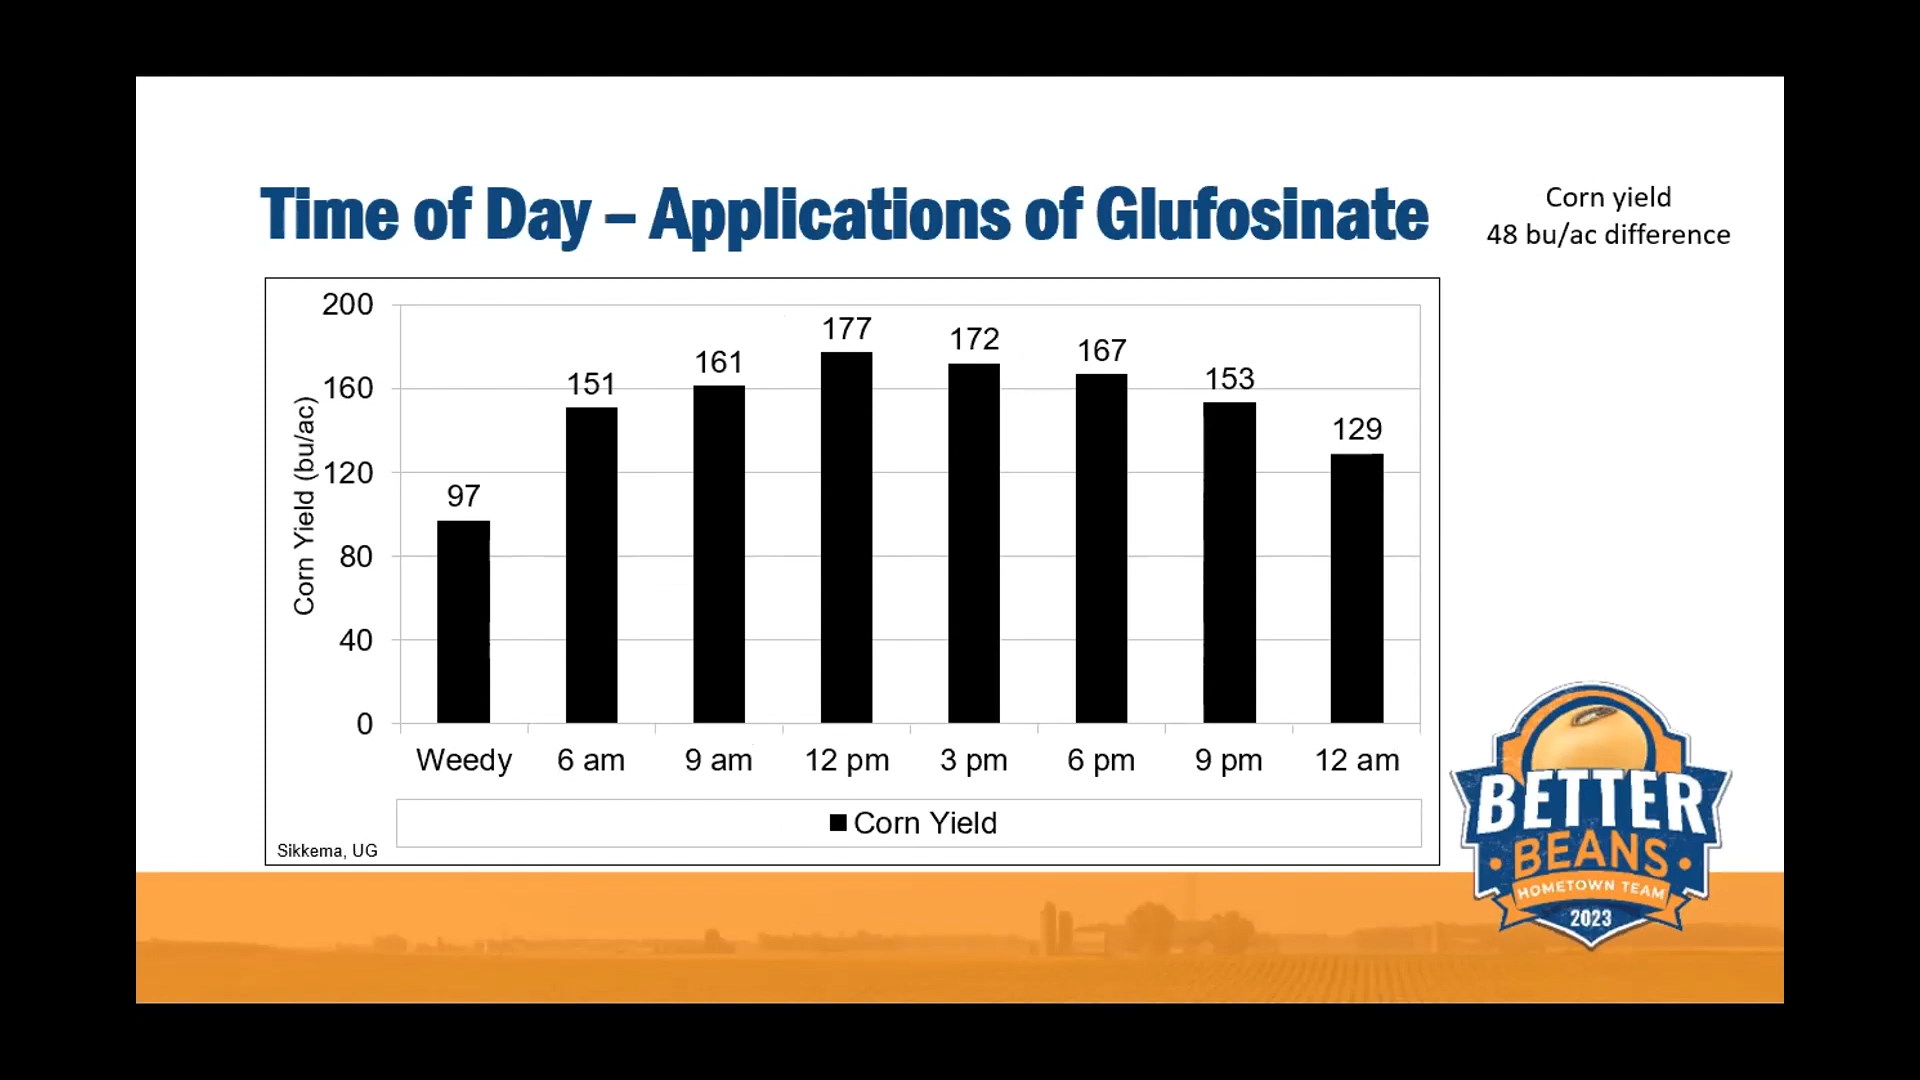 Time of Day – Applications of Glufosinate
Corn yield
48 bu/ac difference
Corn Yield (bu/ac)
200
160
120
80
40
0
97
151
161
177
172
167
153
129
Weedy
6 am
9 am
12 pm
3 pm
6 pm
9 pm
12 am
Corn Yield
Sikkema, UG
BETTER
BEANS
HOMETOWN TEAM
2023